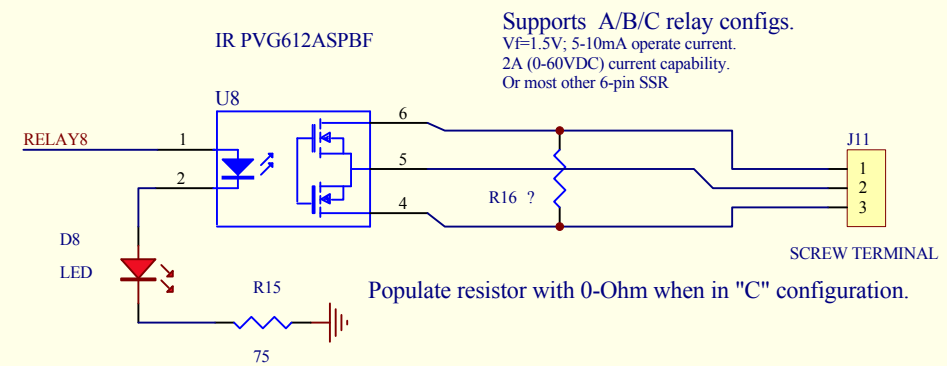 Supports A/B/C relay configs.
Vf=1.5V; 5-10mA operate current.
2A (0-60VDC) current capability.
Or most other 6-pin SSR
IR PVG612ASPBF
U8
RELAY8
1
2
6
5
4
R16 ?
J11
1
2
3
SCREW TERMINAL
D8
LED
R15
75
Populate resistor with 0-Ohm when in "C" configuration.